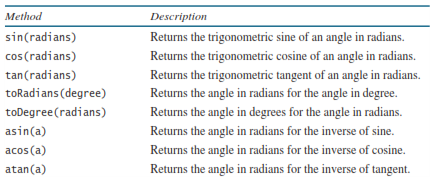 Method Description
sin(radians) Returns the trigonometric sine of an angle in radians.
cos(radians) Returns the trigonometric cosine of an angle in radians.
tan(radians) Returns the trigonometric tangent of an angle in radians.
toRadians(degree) Returns the angle in radians for the angle in degree.
toDegree(radians) Returns the angle in degrees for the angle in radians.
asin(a) Returns the angle in radians for the inverse of sine.
acos(a) Returns the angle in radians for the inverse of cosine.
atan(a) Returns the angle in radians for the inverse of tangent.